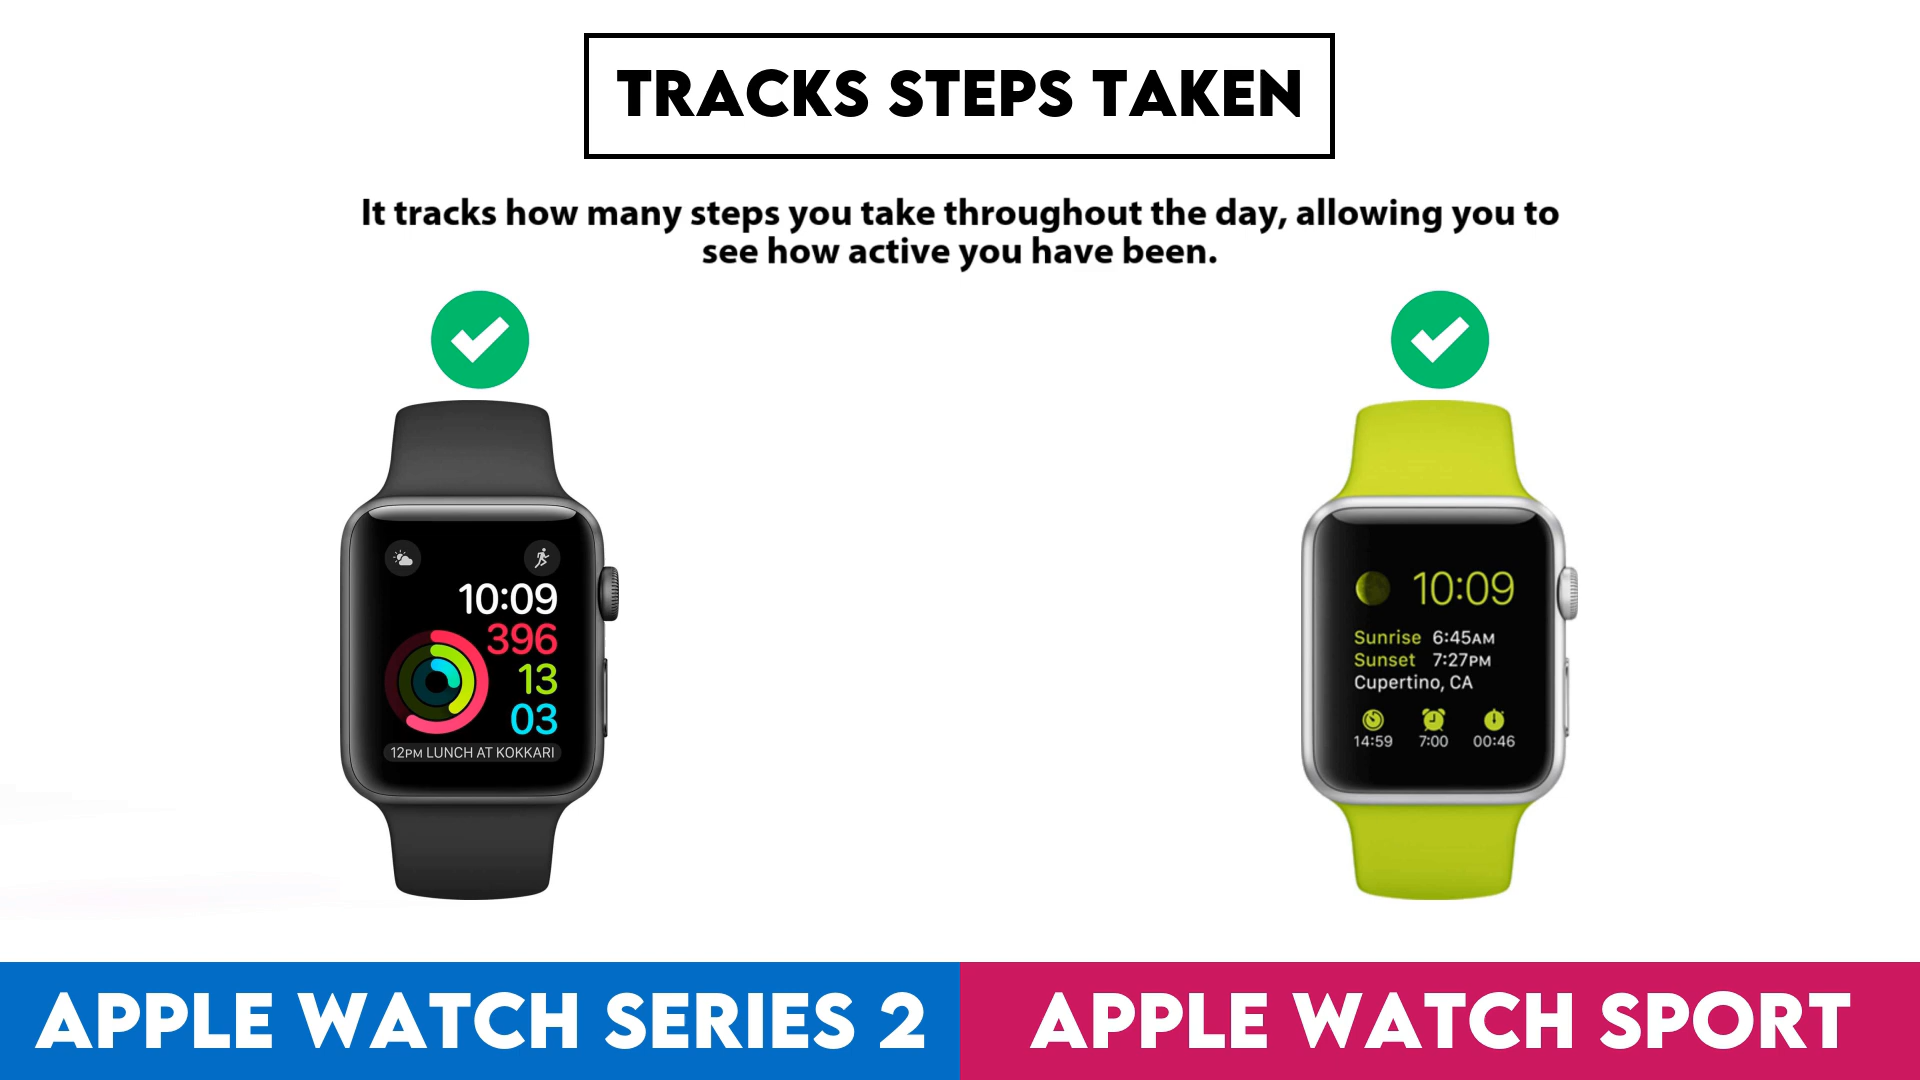 TRACKS STEPS TAKEN
It tracks how many steps you take throughout the day, allowing you to
see how active you have been.
10:09
396
13
03
12PM LUNCH AT KOKKARI
10:09
Sunrise 6:45AM
Sunset 7:27PM
Cupertino, CA
14:59 7:00 00:46
APPLE WATCH SERIES 2
APPLE WATCH SPORT